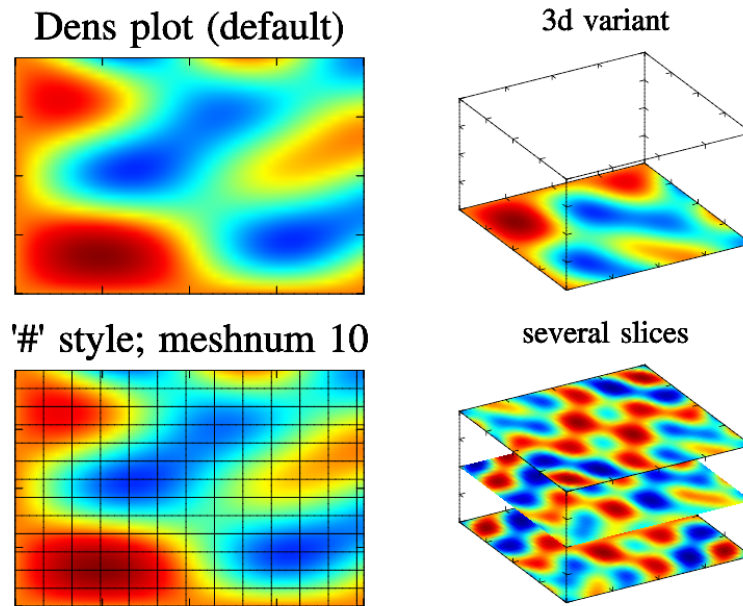 Dens plot (default)
3d variant
'#' style; meshnum 10
several slices